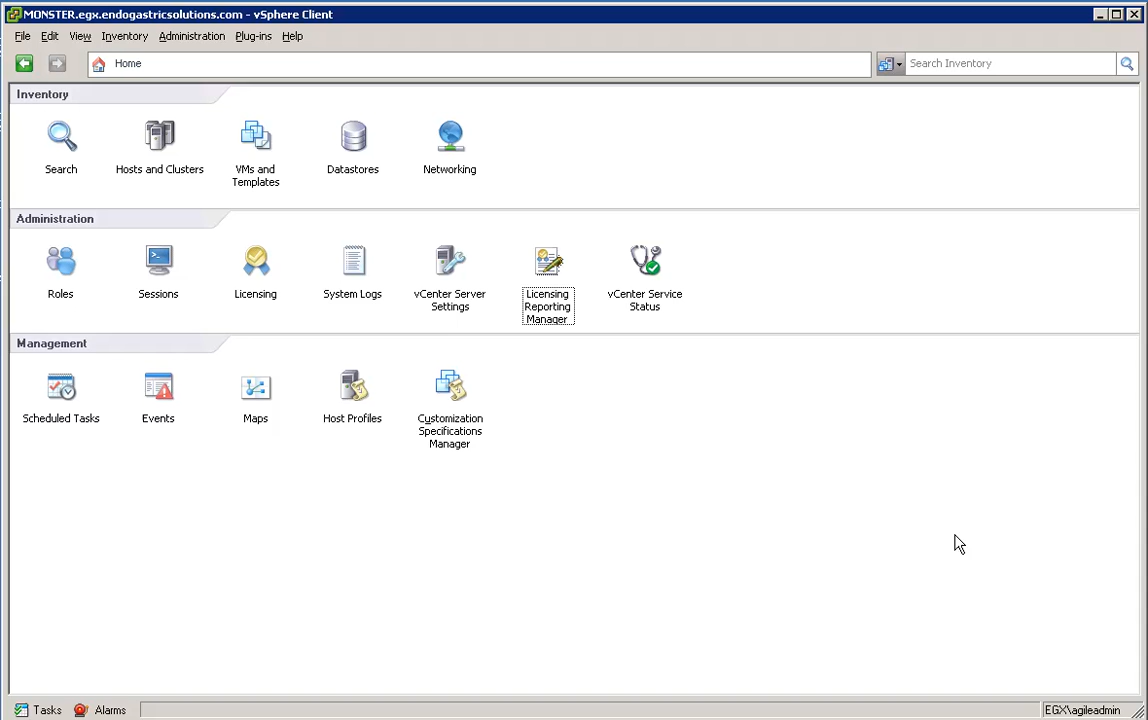 MONSTER.egx.endogastricsolutions.com - vSphere Client
File Edit View Inventory Administration Plug-ins Help
Home
Search Inventory
Inventory
Search
Hosts and Clusters
VMs and
Templates
Datastores
Networking
Administration
Roles
Sessions
Licensing
System Logs
vCenter Server
Settings
Licensing
Reporting
Manager
vCenter Service
Status
Management
Scheduled Tasks
Events
Maps
Host Profiles
Customization
Specifications
Manager
Tasks
Alarms
EGX\agileadmin